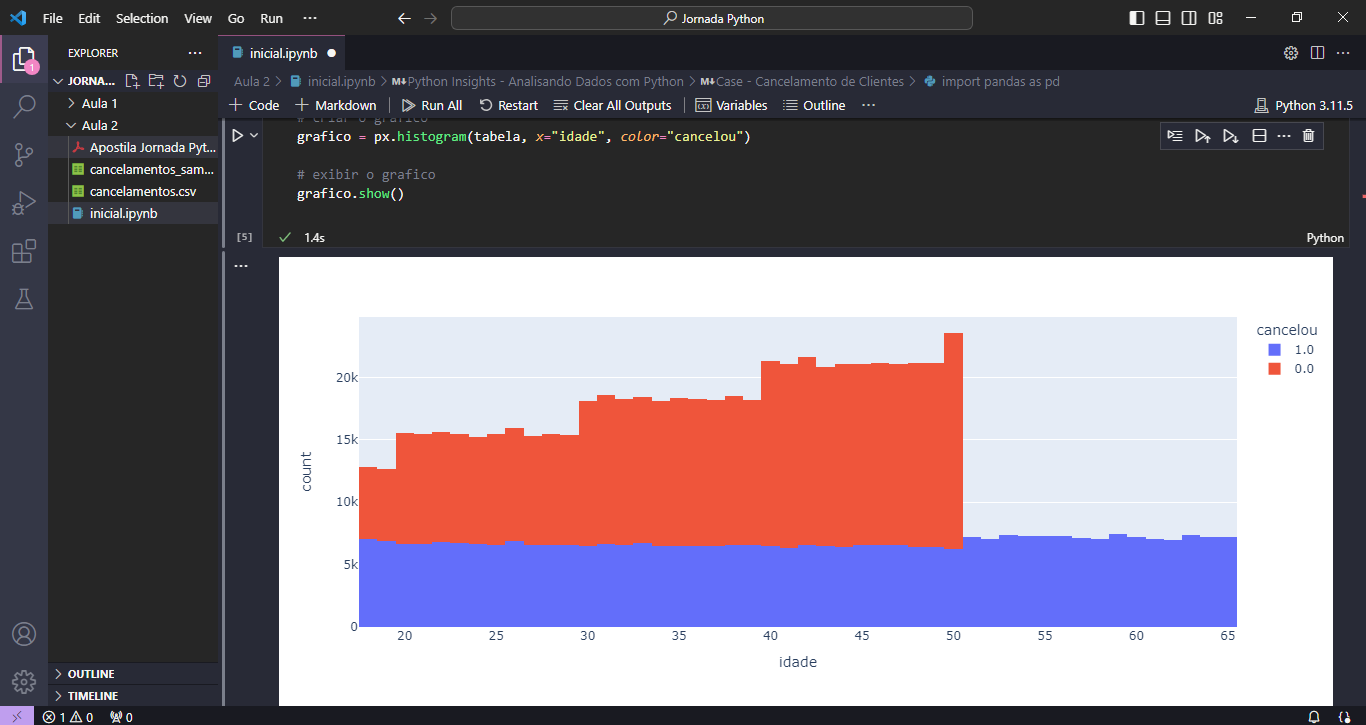 File Edit Selection View Go Run ··· Jornada Python
EXPLORER ···
JORNA...
Aula 1
Aula 2
Apostila Jornada Pyt...
cancelamentos_sam...
cancelamentos.csv
inicial.ipynb
OUTLINE
TIMELINE
inicial.ipynb
Aula 2 > inicial.ipynb > M↓Python Insights - Analisando Dados com Python > M↓Case - Cancelamento de Clientes > import pandas as pd
+ Code + Markdown | Run All Restart Clear All Outputs | Variables Outline ··· Python 3.11.5
# criar o grafico
grafico = px.histogram(tabela, x="idade", color="cancelou")
# exibir o grafico
grafico.show()
[5] ✓ 1.4s Python
cancelou
1.0
0.0
20k
15k
10k
5k
0
count
20 25 30 35 40 45 50 55 60 65
idade
1 0 0
1